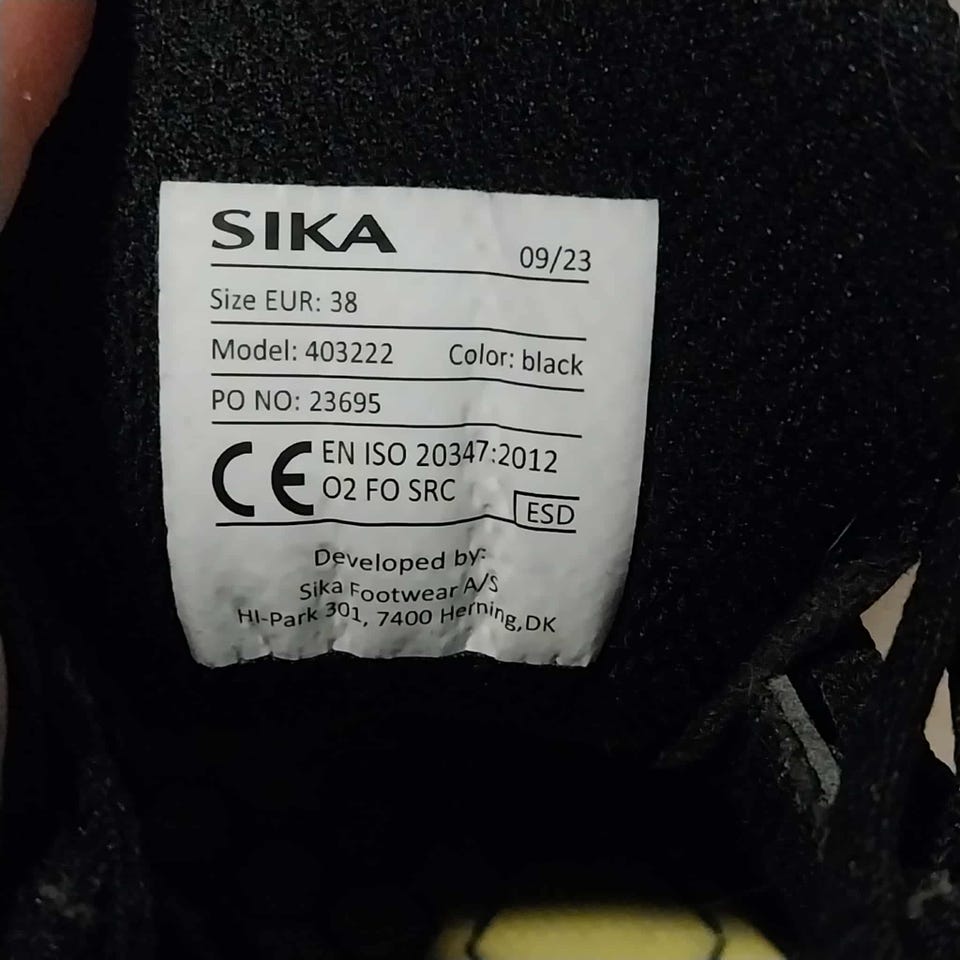 SIKA
09/23
Size EUR: 38
Model: 403222 Color: black
PO NO: 23695
CE EN ISO 20347:2012
O2 FO SRC
ESD
Developed by:
Sika Footwear A/S
HI-Park 301, 7400 Herning, DK